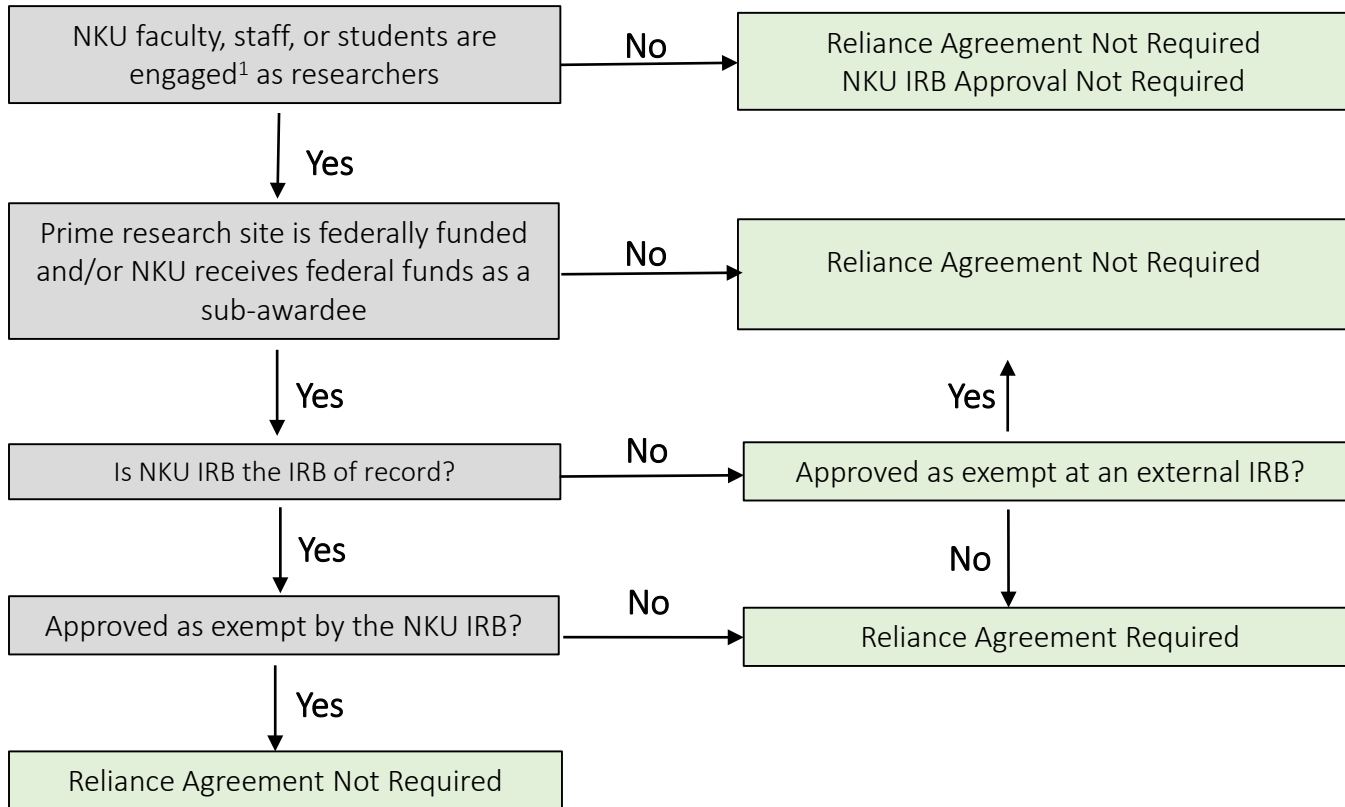 NKU faculty, staff, or students are
engaged¹ as researchers
No
Reliance Agreement Not Required
NKU IRB Approval Not Required
Yes
Prime research site is federally funded
and/or NKU receives federal funds as a
sub-awardee
No
Reliance Agreement Not Required
Yes
Yes
Is NKU IRB the IRB of record?
No
Approved as exempt at an external IRB?
Yes
No
Approved as exempt by the NKU IRB?
No
Reliance Agreement Required
Yes
Reliance Agreement Not Required